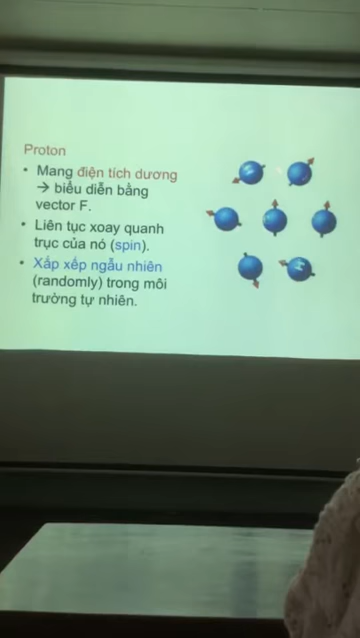 Proton
• Mang điện tích dương
→ biểu diễn bằng
vector F.
• Liên tục xoay quanh
trục của nó (spin).
• Xắp xếp ngẫu nhiên
(randomly) trong môi
trường tự nhiên.
H